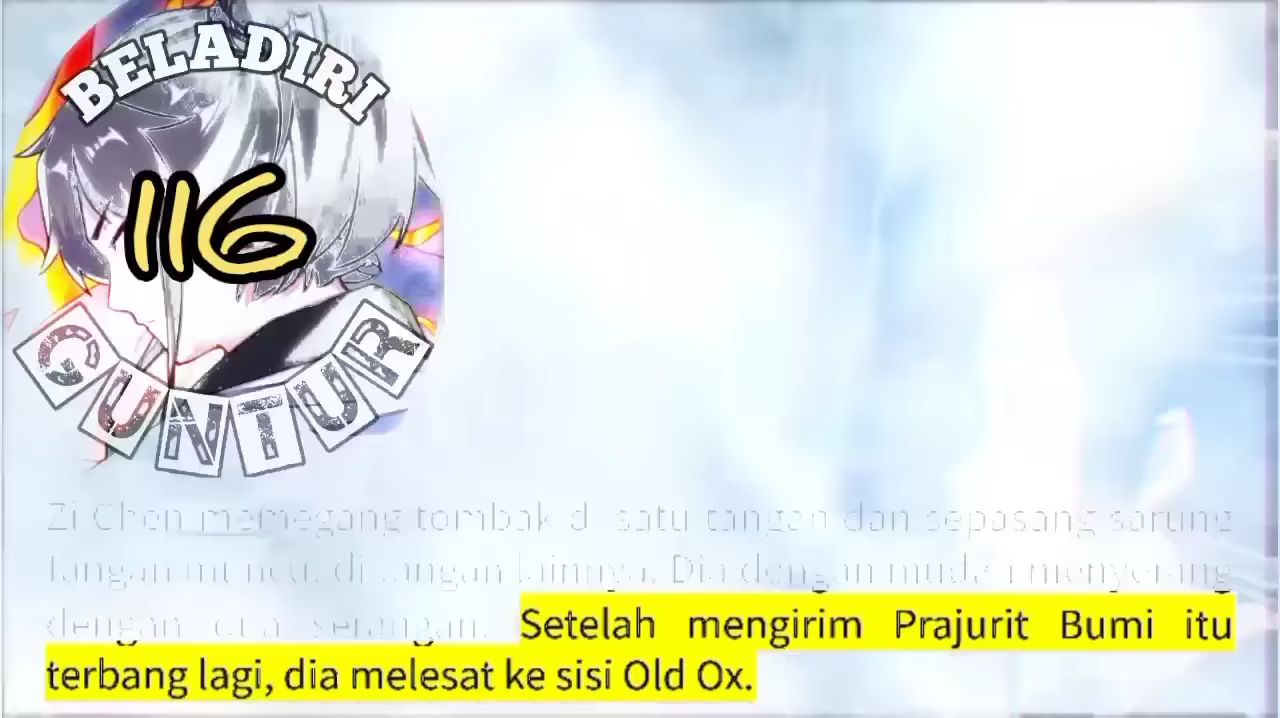 BELADIRI
116
GUNTUR
Zi Chen memegang tombak di satu tangan dan sepasang sarung
tangan di tangan lainnya. Dia dengan mudah menyerang
dengan dua serangan. Setelah mengirim Prajurit Bumi itu
terbang lagi, dia melesat ke sisi Old Ox.